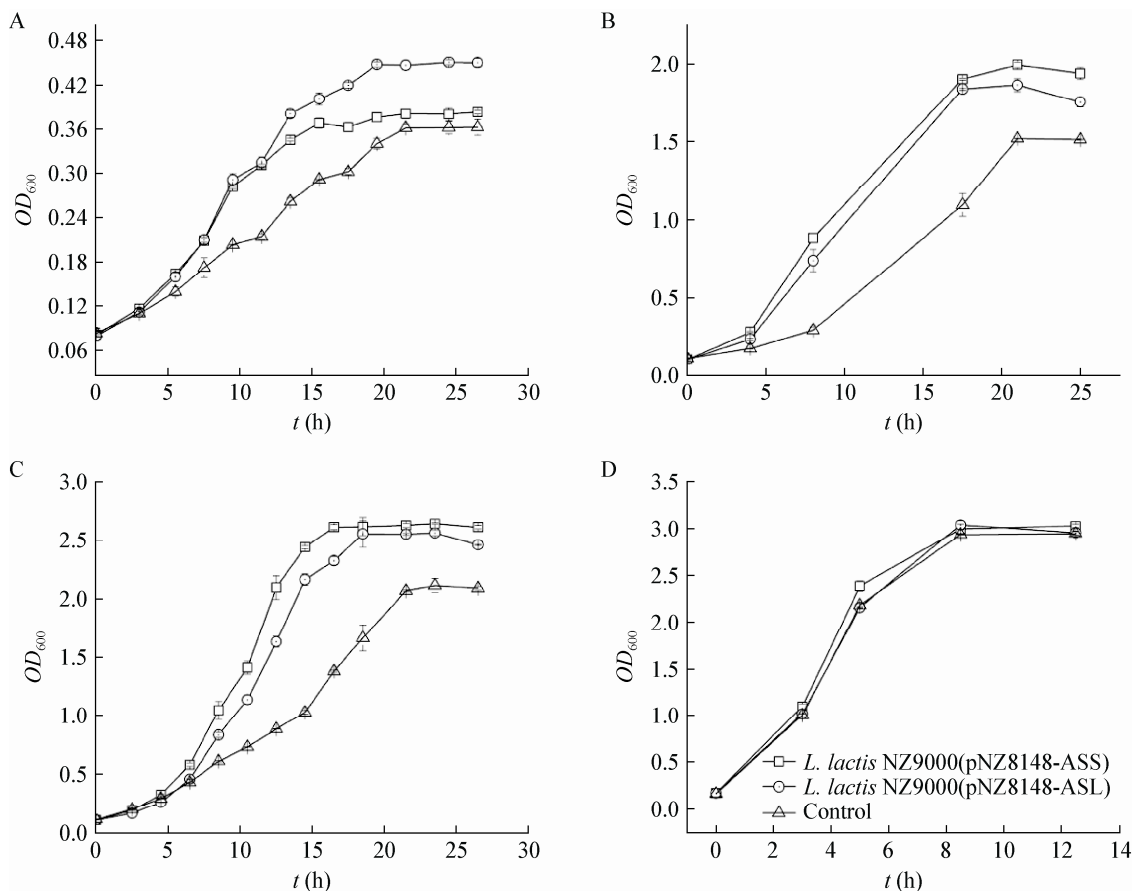 A
OD600
0.48
0.42
0.36
0.30
0.24
0.18
0.12
0.06
0 5 10 15 20 25 30
t (h)
B
OD600
2.0
1.5
1.0
0.5
0.0
0 5 10 15 20 25
t (h)
C
OD600
3.0
2.5
2.0
1.5
1.0
0.5
0.0
0 5 10 15 20 25 30
t (h)
D
OD600
3.5
3.0
2.5
2.0
1.5
1.0
0.5
0.0
L. lactis NZ9000(pNZ8148-ASS)
L. lactis NZ9000(pNZ8148-ASL)
Control
0 2 4 6 8 10 12 14
t (h)